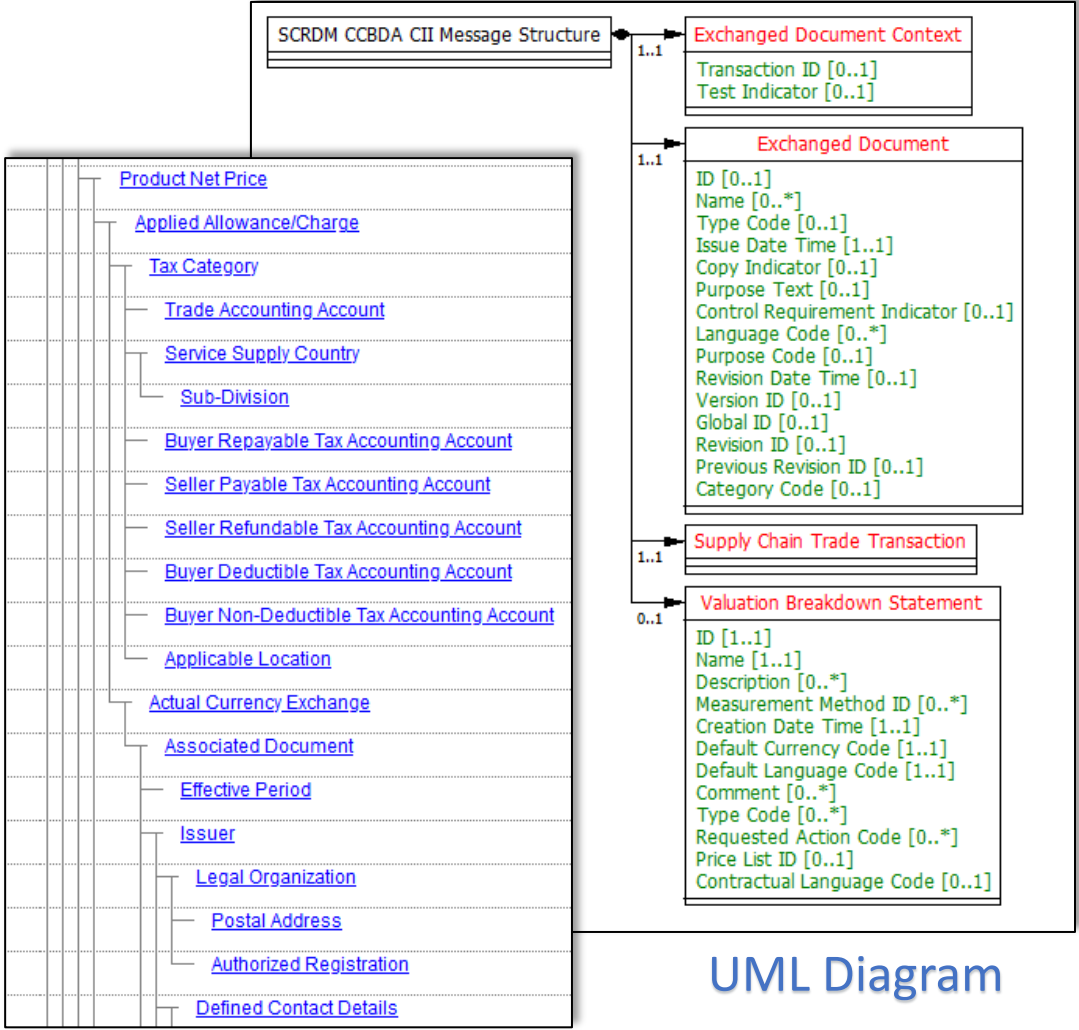 SCRDM CCBDA CII Message Structure
1..1
Exchanged Document Context
Transaction ID [0..1]
Test Indicator [0..1]
1..1
Exchanged Document
ID [0..1]
Name [0..*]
Type Code [0..1]
Issue Date Time [1..1]
Copy Indicator [0..1]
Purpose Text [0..1]
Control Requirement Indicator [0..1]
Language Code [0..*]
Purpose Code [0..1]
Revision Date Time [0..1]
Version ID [0..1]
Global ID [0..1]
Revision ID [0..1]
Previous Revision ID [0..1]
Category Code [0..1]
1..1
Supply Chain Trade Transaction
0..1
Valuation Breakdown Statement
ID [1..1]
Name [1..1]
Description [0..*]
Measurement Method ID [0..*]
Creation Date Time [1..1]
Default Currency Code [1..1]
Default Language Code [1..1]
Comment [0..*]
Type Code [0..*]
Requested Action Code [0..*]
Price List ID [0..1]
Contractual Language Code [0..1]
Product Net Price
Applied Allowance/Charge
Tax Category
Trade Accounting Account
Service Supply Country
Sub-Division
Buyer Repayable Tax Accounting Account
Seller Payable Tax Accounting Account
Seller Refundable Tax Accounting Account
Buyer Deductible Tax Accounting Account
Buyer Non-Deductible Tax Accounting Account
Applicable Location
Actual Currency Exchange
Associated Document
Effective Period
Issuer
Legal Organization
Postal Address
Authorized Registration
Defined Contact Details
UML Diagram